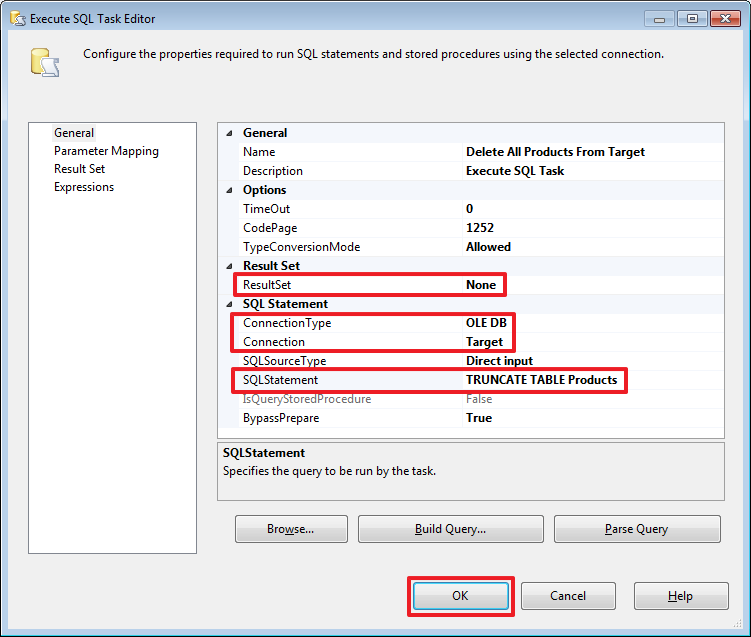 Execute SQL Task Editor
Configure the properties required to run SQL statements and stored procedures using the selected connection.
General
Parameter Mapping
Result Set
Expressions
General
Name Delete All Products From Target
Description Execute SQL Task
Options
TimeOut 0
CodePage 1252
TypeConversionMode Allowed
Result Set
ResultSet None
SQL Statement
ConnectionType OLE DB
Connection Target
SQLSourceType Direct input
SQLStatement TRUNCATE TABLE Products
IsQueryStoredProcedure False
BypassPrepare True
SQLStatement
Specifies the query to be run by the task.
Browse... Build Query... Parse Query
OK Cancel Help